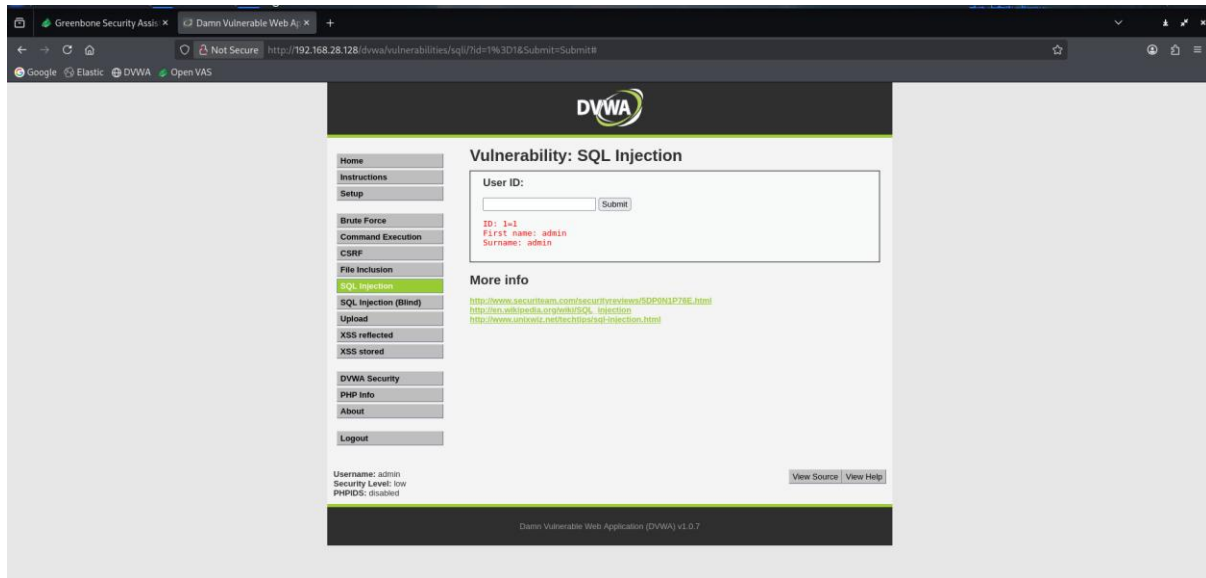 Greenbone Security Assis
Damn Vulnerable Web Ap
Not Secure http://192.168.28.128/dvwa/vulnerabilities/sqli/?id=1%3D1&Submit=Submit#
Google Elastic DVWA Open VAS
DVWA
Home
Instructions
Setup
Brute Force
Command Execution
CSRF
File Inclusion
SQL Injection
SQL Injection (Blind)
Upload
XSS reflected
XSS stored
DVWA Security
PHP Info
About
Logout
Vulnerability: SQL Injection
User ID:
Submit
ID: 1=1
First name: admin
Surname: admin
More info
http://www.securiteam.com/securityreviews/5DP0N1P76E.html
http://en.wikipedia.org/wiki/SQL_injection
http://www.unixwiz.net/techtips/sql-injection.html
Username: admin
Security Level: low
PHPIDS: disabled
View Source View Help
Damn Vulnerable Web Application (DVWA) v1.0.7